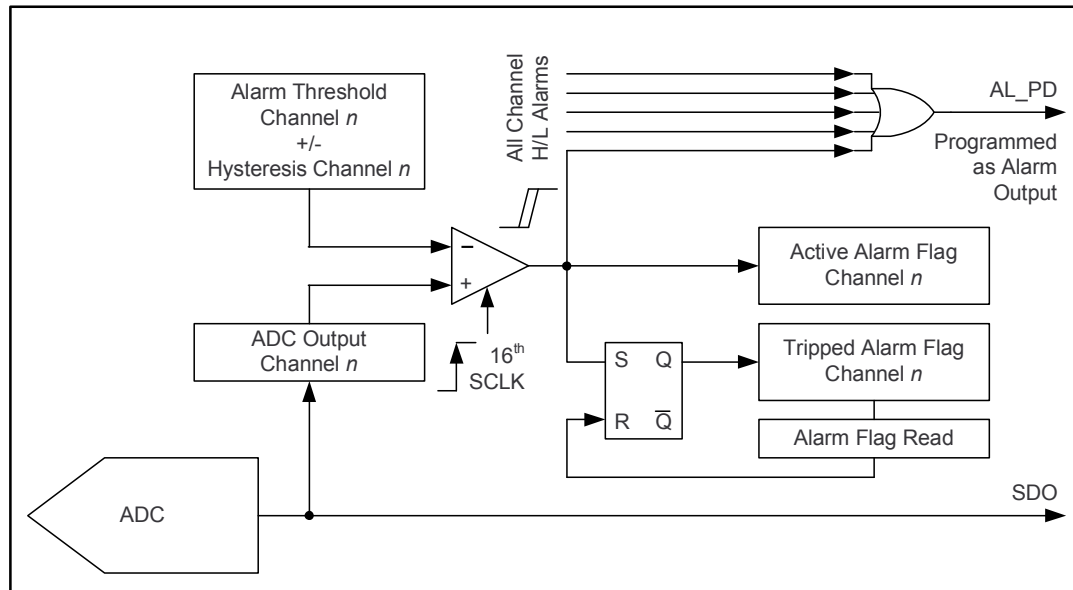 Alarm Threshold
Channel n
+/-
Hysteresis Channel n
All Channel
H/L Alarms
AL_PD
Programmed
as Alarm
Output
−
+
16th
SCLK
Active Alarm Flag
Channel n
ADC Output
Channel n
S Q
R Q̅
Tripped Alarm Flag
Channel n
Alarm Flag Read
ADC
SDO